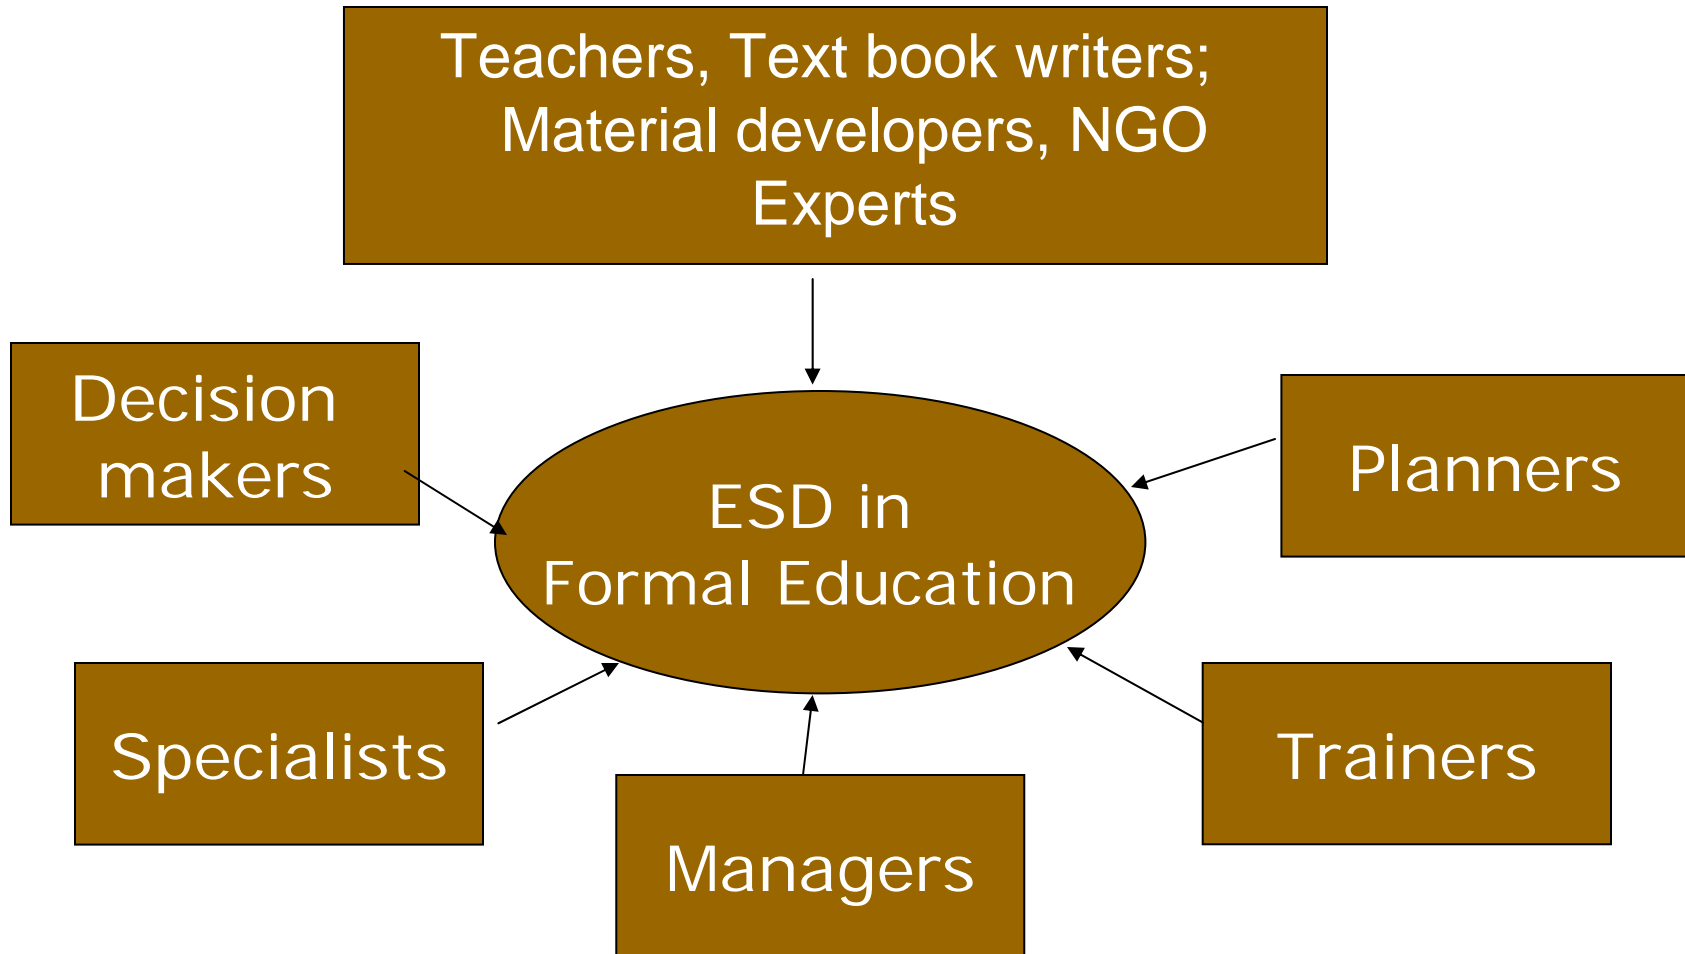 Teachers, Text book writers;
Material developers, NGO
Experts
Decision
makers
Planners
ESD in
Formal Education
Specialists
Trainers
Managers